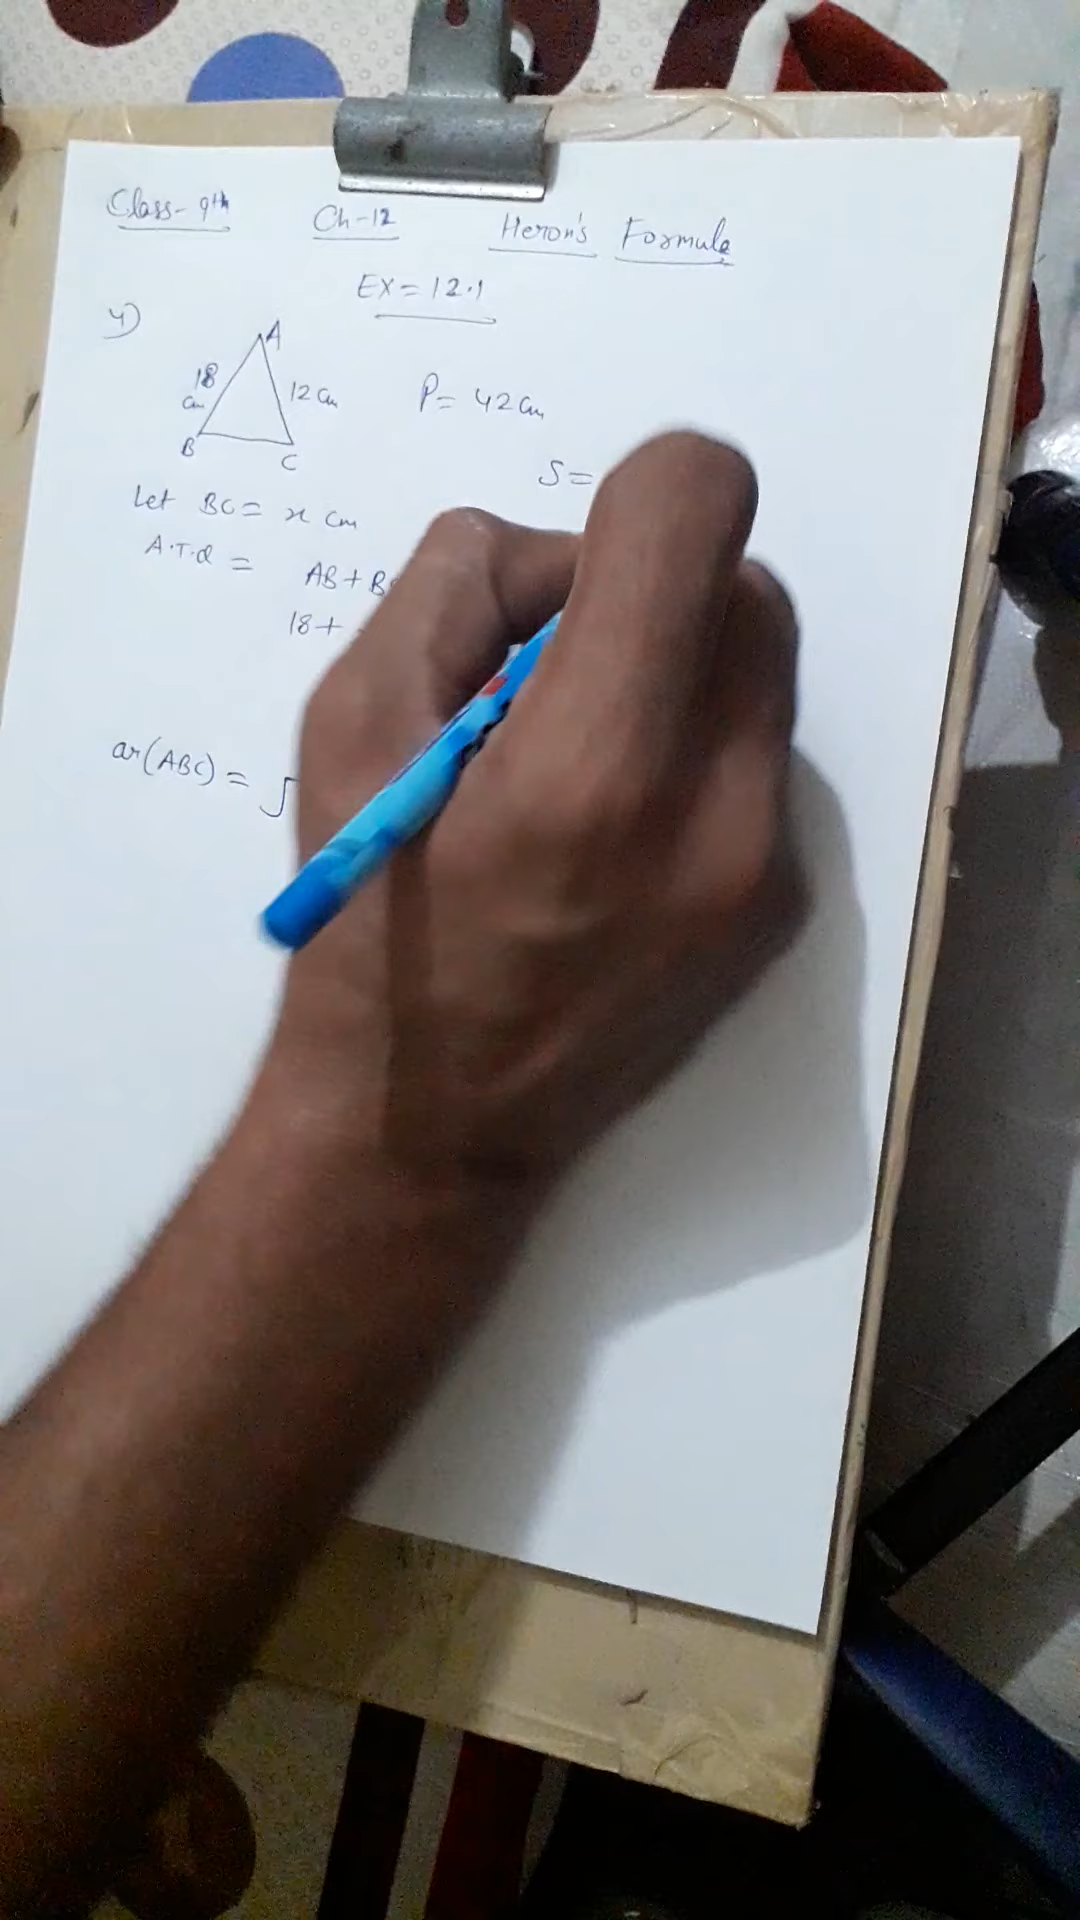 Class- 9th Ch-12 Heron's Formula
EX = 12.1
4)
A
18 cm
12 cm
B
C
P = 42 cm
S =
Let BC = x cm
A.T.Q = AB + BC
18 +
ar(ABC) = √